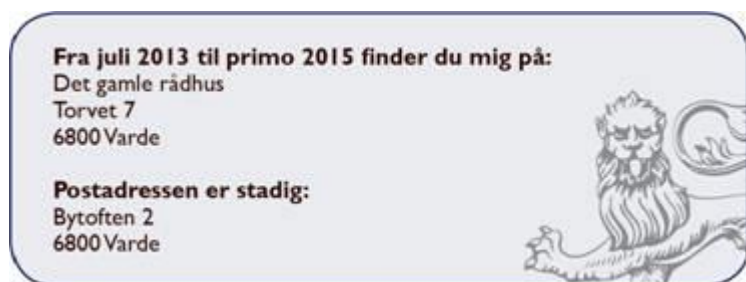 Fra juli 2013 til primo 2015 finder du mig på:
Det gamle rådhus
Torvet 7
6800 Varde
Postadressen er stadig:
Bytoften 2
6800 Varde